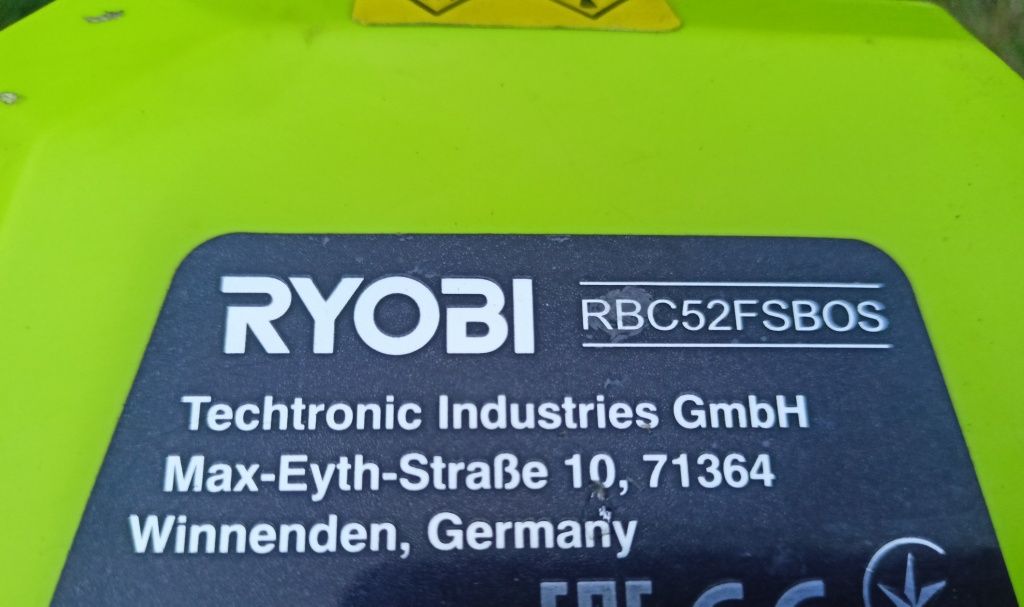 RYOBI RBC52FSBOS
Techtronic Industries GmbH
Max-Eyth-Straße 10, 71364
Winnenden, Germany